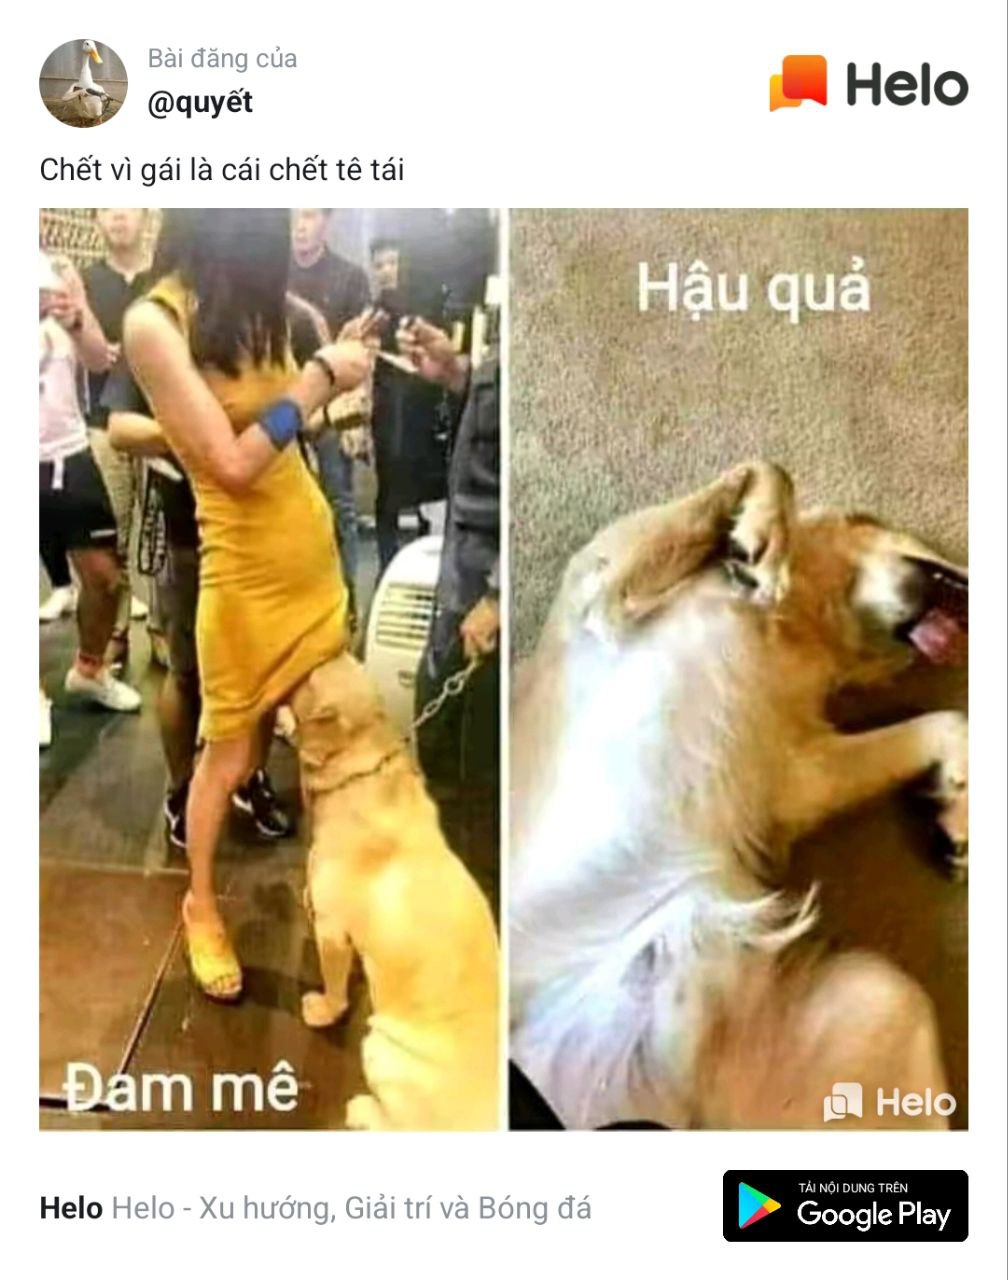 Bài đăng của
@quyết
Helo
Chết vì gái là cái chết tê tái
Hậu quả
Đam mê
Helo
Helo Helo - Xu hướng, Giải trí và Bóng đá
TẢI NỘI DUNG TRÊN
Google Play